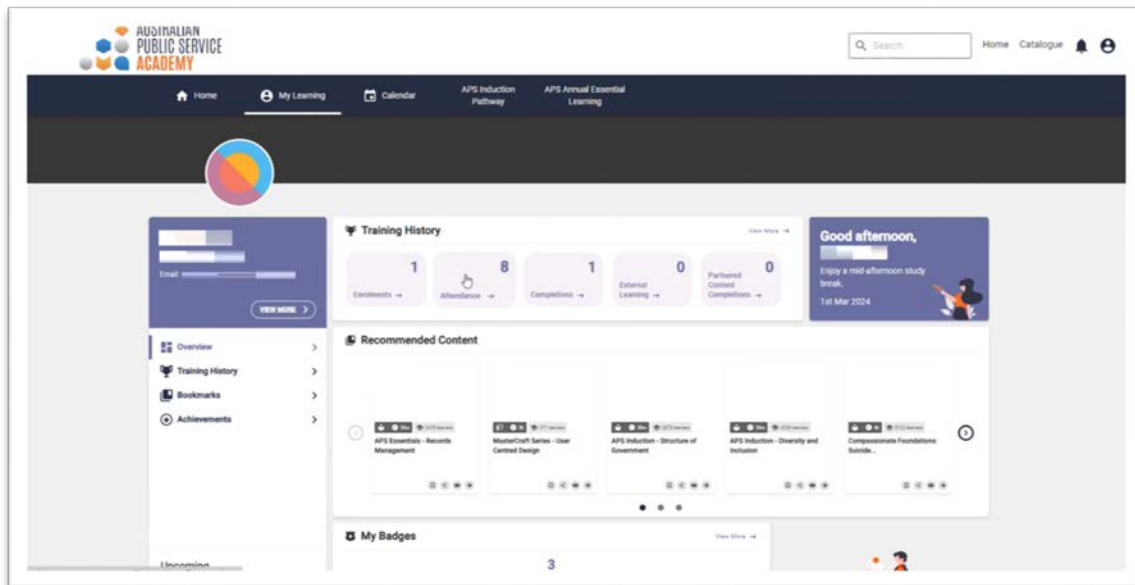 AUSTRALIAN
PUBLIC SERVICE
ACADEMY
Search
Home
Catalogue
Home
My Learning
Calendar
APS Induction
Pathway
APS Annual Essential
Learning
Email
VIEW MORE
Overview
Training History
Bookmarks
Achievements
Upcoming
Training History
View More →
1
Enrolments →
8
Attendance →
1
Completions →
0
External
Learning →
0
Partnered
Content
Completions →
Good afternoon,
Enjoy a mid-afternoon study
break.
1st Mar 2024
Recommended Content
APS Essentials - Records
Management
MasterCraft Series - User
Centred Design
APS Induction - Structure of
Government
APS Induction - Diversity and
Inclusion
Compassionate Foundations:
Suicide...
My Badges
View More →
3